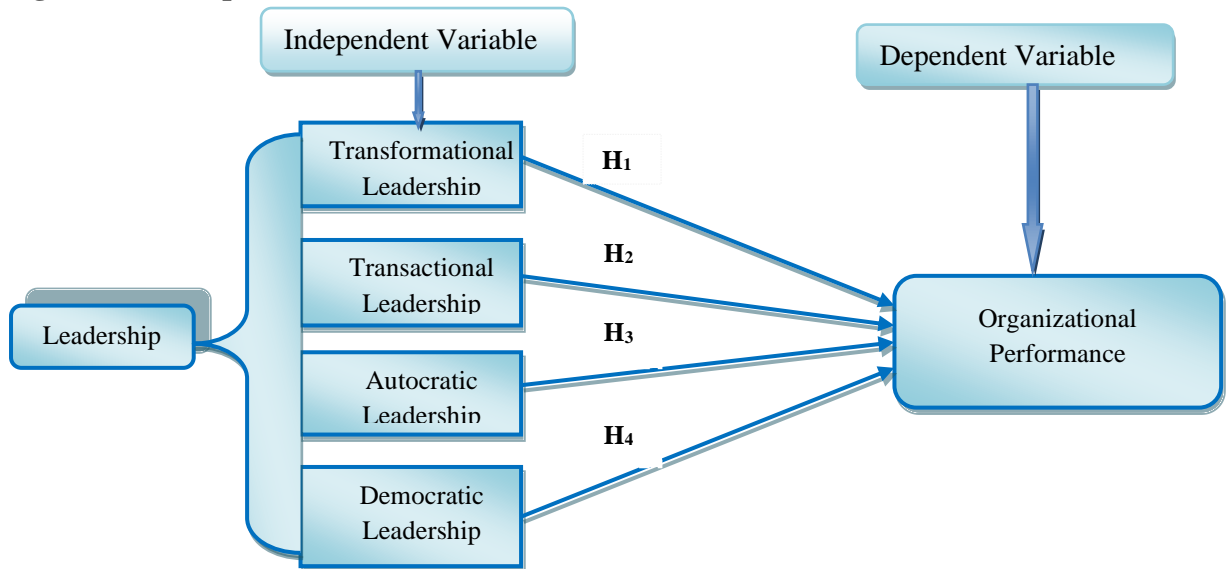 Independent Variable
Dependent Variable
Transformational
Leadership
H1
Transactional
Leadership
H2
Leadership
Organizational
Performance
H3
Autocratic
Leadership
H4
Democratic
Leadership